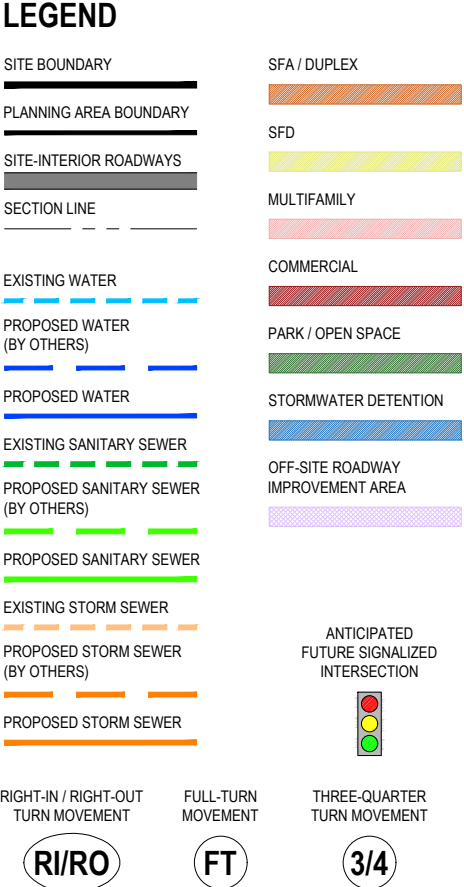 LEGEND
SITE BOUNDARY
PLANNING AREA BOUNDARY
SITE-INTERIOR ROADWAYS
SECTION LINE
EXISTING WATER
PROPOSED WATER
(BY OTHERS)
PROPOSED WATER
EXISTING SANITARY SEWER
PROPOSED SANITARY SEWER
(BY OTHERS)
PROPOSED SANITARY SEWER
EXISTING STORM SEWER
PROPOSED STORM SEWER
(BY OTHERS)
PROPOSED STORM SEWER
SFA / DUPLEX
SFD
MULTIFAMILY
COMMERCIAL
PARK / OPEN SPACE
STORMWATER DETENTION
OFF-SITE ROADWAY
IMPROVEMENT AREA
ANTICIPATED
FUTURE SIGNALIZED
INTERSECTION
RIGHT-IN / RIGHT-OUT
TURN MOVEMENT
RI/RO
FULL-TURN
MOVEMENT
FT
THREE-QUARTER
TURN MOVEMENT
3/4